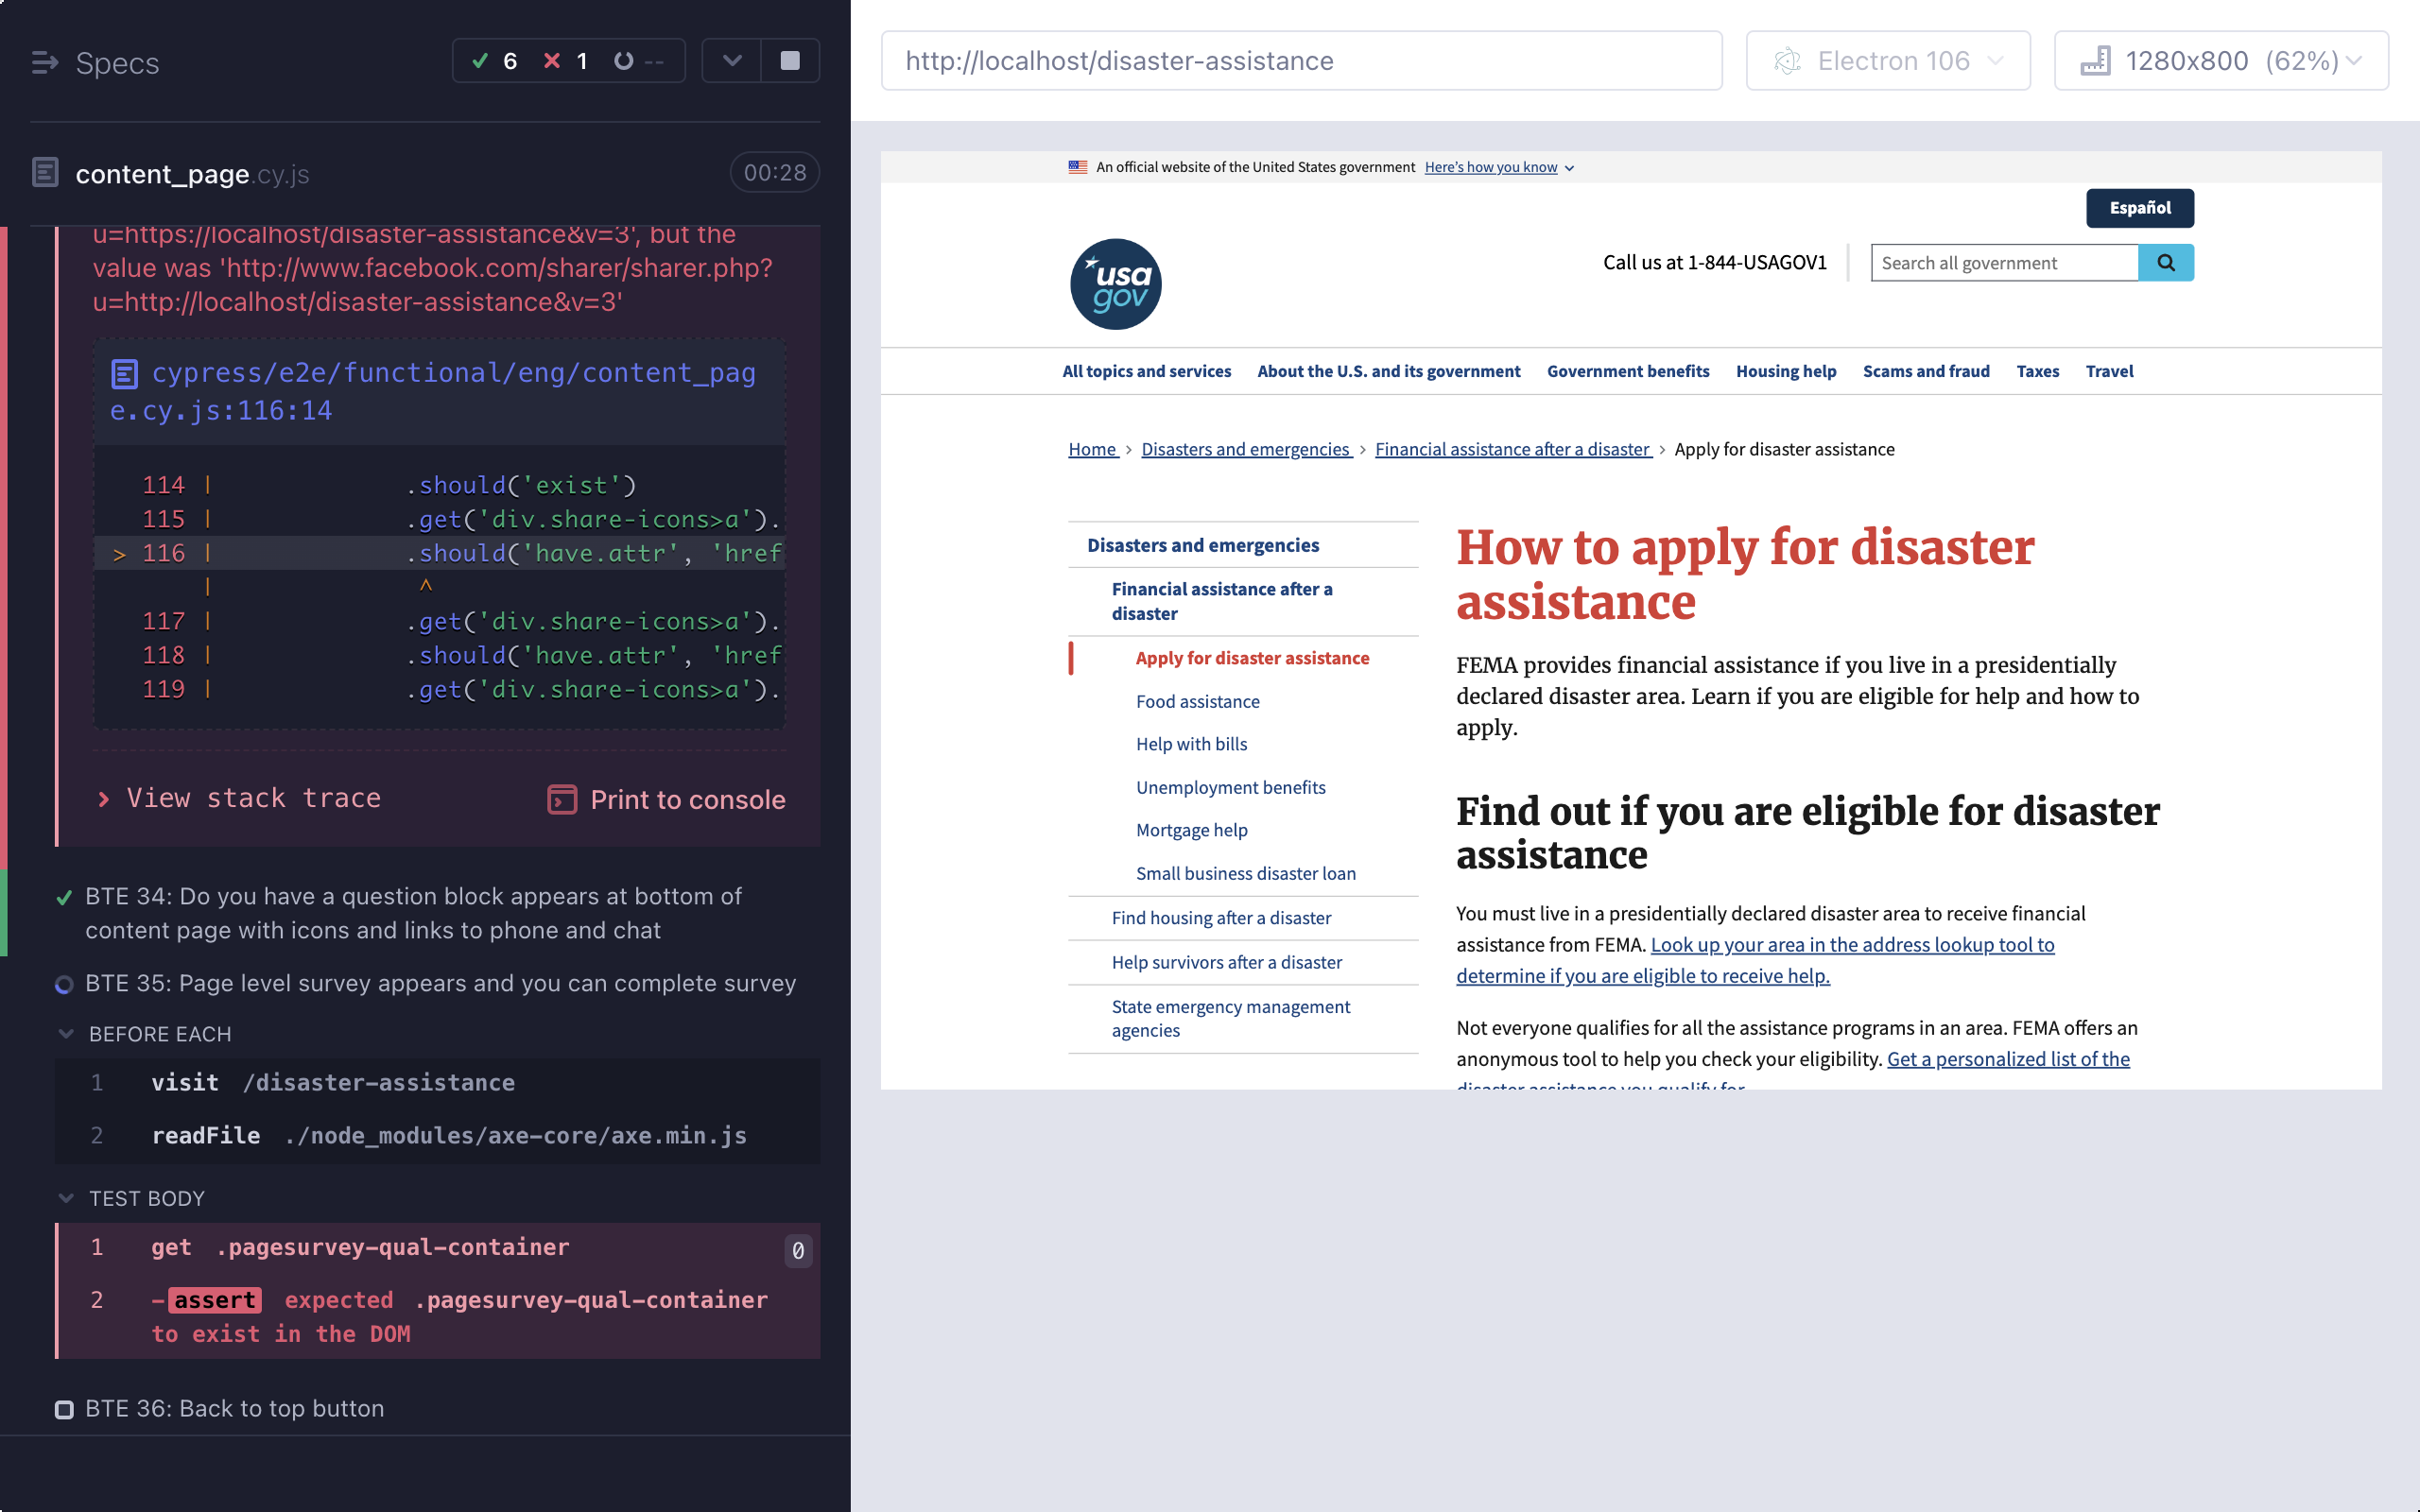 Specs
6 1 --
content_page.cy.js
00:28
u=https://localhost/disaster-assistance&v=3', but the
value was 'http://www.facebook.com/sharer/sharer.php?
u=http://localhost/disaster-assistance&v=3'
cypress/e2e/functional/eng/content_pag
e.cy.js:116:14
114 | .should('exist')
115 | .get('div.share-icons>a').
> 116 | .should('have.attr', 'href
| ^
117 | .get('div.share-icons>a').
118 | .should('have.attr', 'href
119 | .get('div.share-icons>a').
View stack trace
Print to console
BTE 34: Do you have a question block appears at bottom of
content page with icons and links to phone and chat
BTE 35: Page level survey appears and you can complete survey
BEFORE EACH
1 visit /disaster-assistance
2 readFile ./node_modules/axe-core/axe.min.js
TEST BODY
1 get .pagesurvey-qual-container 0
2 -assert expected .pagesurvey-qual-container
to exist in the DOM
BTE 36: Back to top button
http://localhost/disaster-assistance
Electron 106
1280x800 (62%)
An official website of the United States government Here's how you know
Español
usa
gov
Call us at 1-844-USAGOV1
Search all government
All topics and services About the U.S. and its government Government benefits Housing help Scams and fraud Taxes Travel
Home > Disasters and emergencies > Financial assistance after a disaster > Apply for disaster assistance
Disasters and emergencies
Financial assistance after a
disaster
Apply for disaster assistance
Food assistance
Help with bills
Unemployment benefits
Mortgage help
Small business disaster loan
Find housing after a disaster
Help survivors after a disaster
State emergency management
agencies
How to apply for disaster
assistance
FEMA provides financial assistance if you live in a presidentially
declared disaster area. Learn if you are eligible for help and how to
apply.
Find out if you are eligible for disaster
assistance
You must live in a presidentially declared disaster area to receive financial
assistance from FEMA. Look up your area in the address lookup tool to
determine if you are eligible to receive help.
Not everyone qualifies for all the assistance programs in an area. FEMA offers an
anonymous tool to help you check your eligibility. Get a personalized list of the
disaster assistance you qualify for